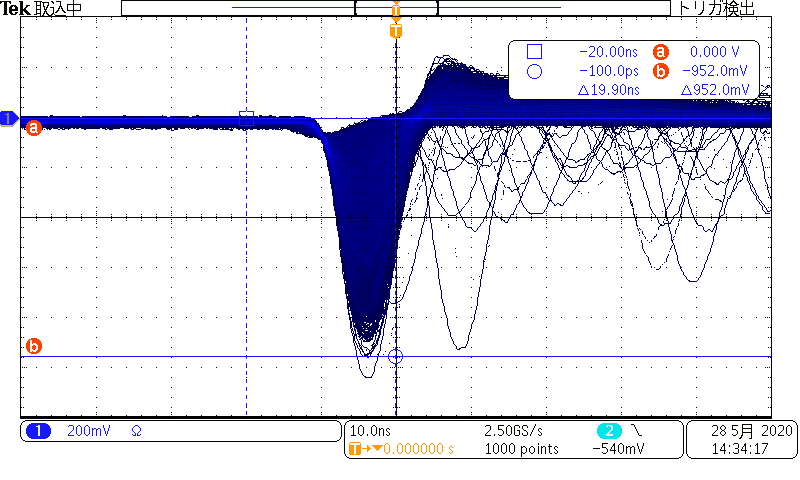 Tek 取込中
トリガ検出
T
T
−20.00ns a 0.000 V
−100.0ps b −952.0mV
△19.90ns △952.0mV
1
a
b
1 200mV Ω
10.0ns 2.50GS/s 2
T→▼0.000000 s 1000 points −540mV
28 5月 2020
14:34:17